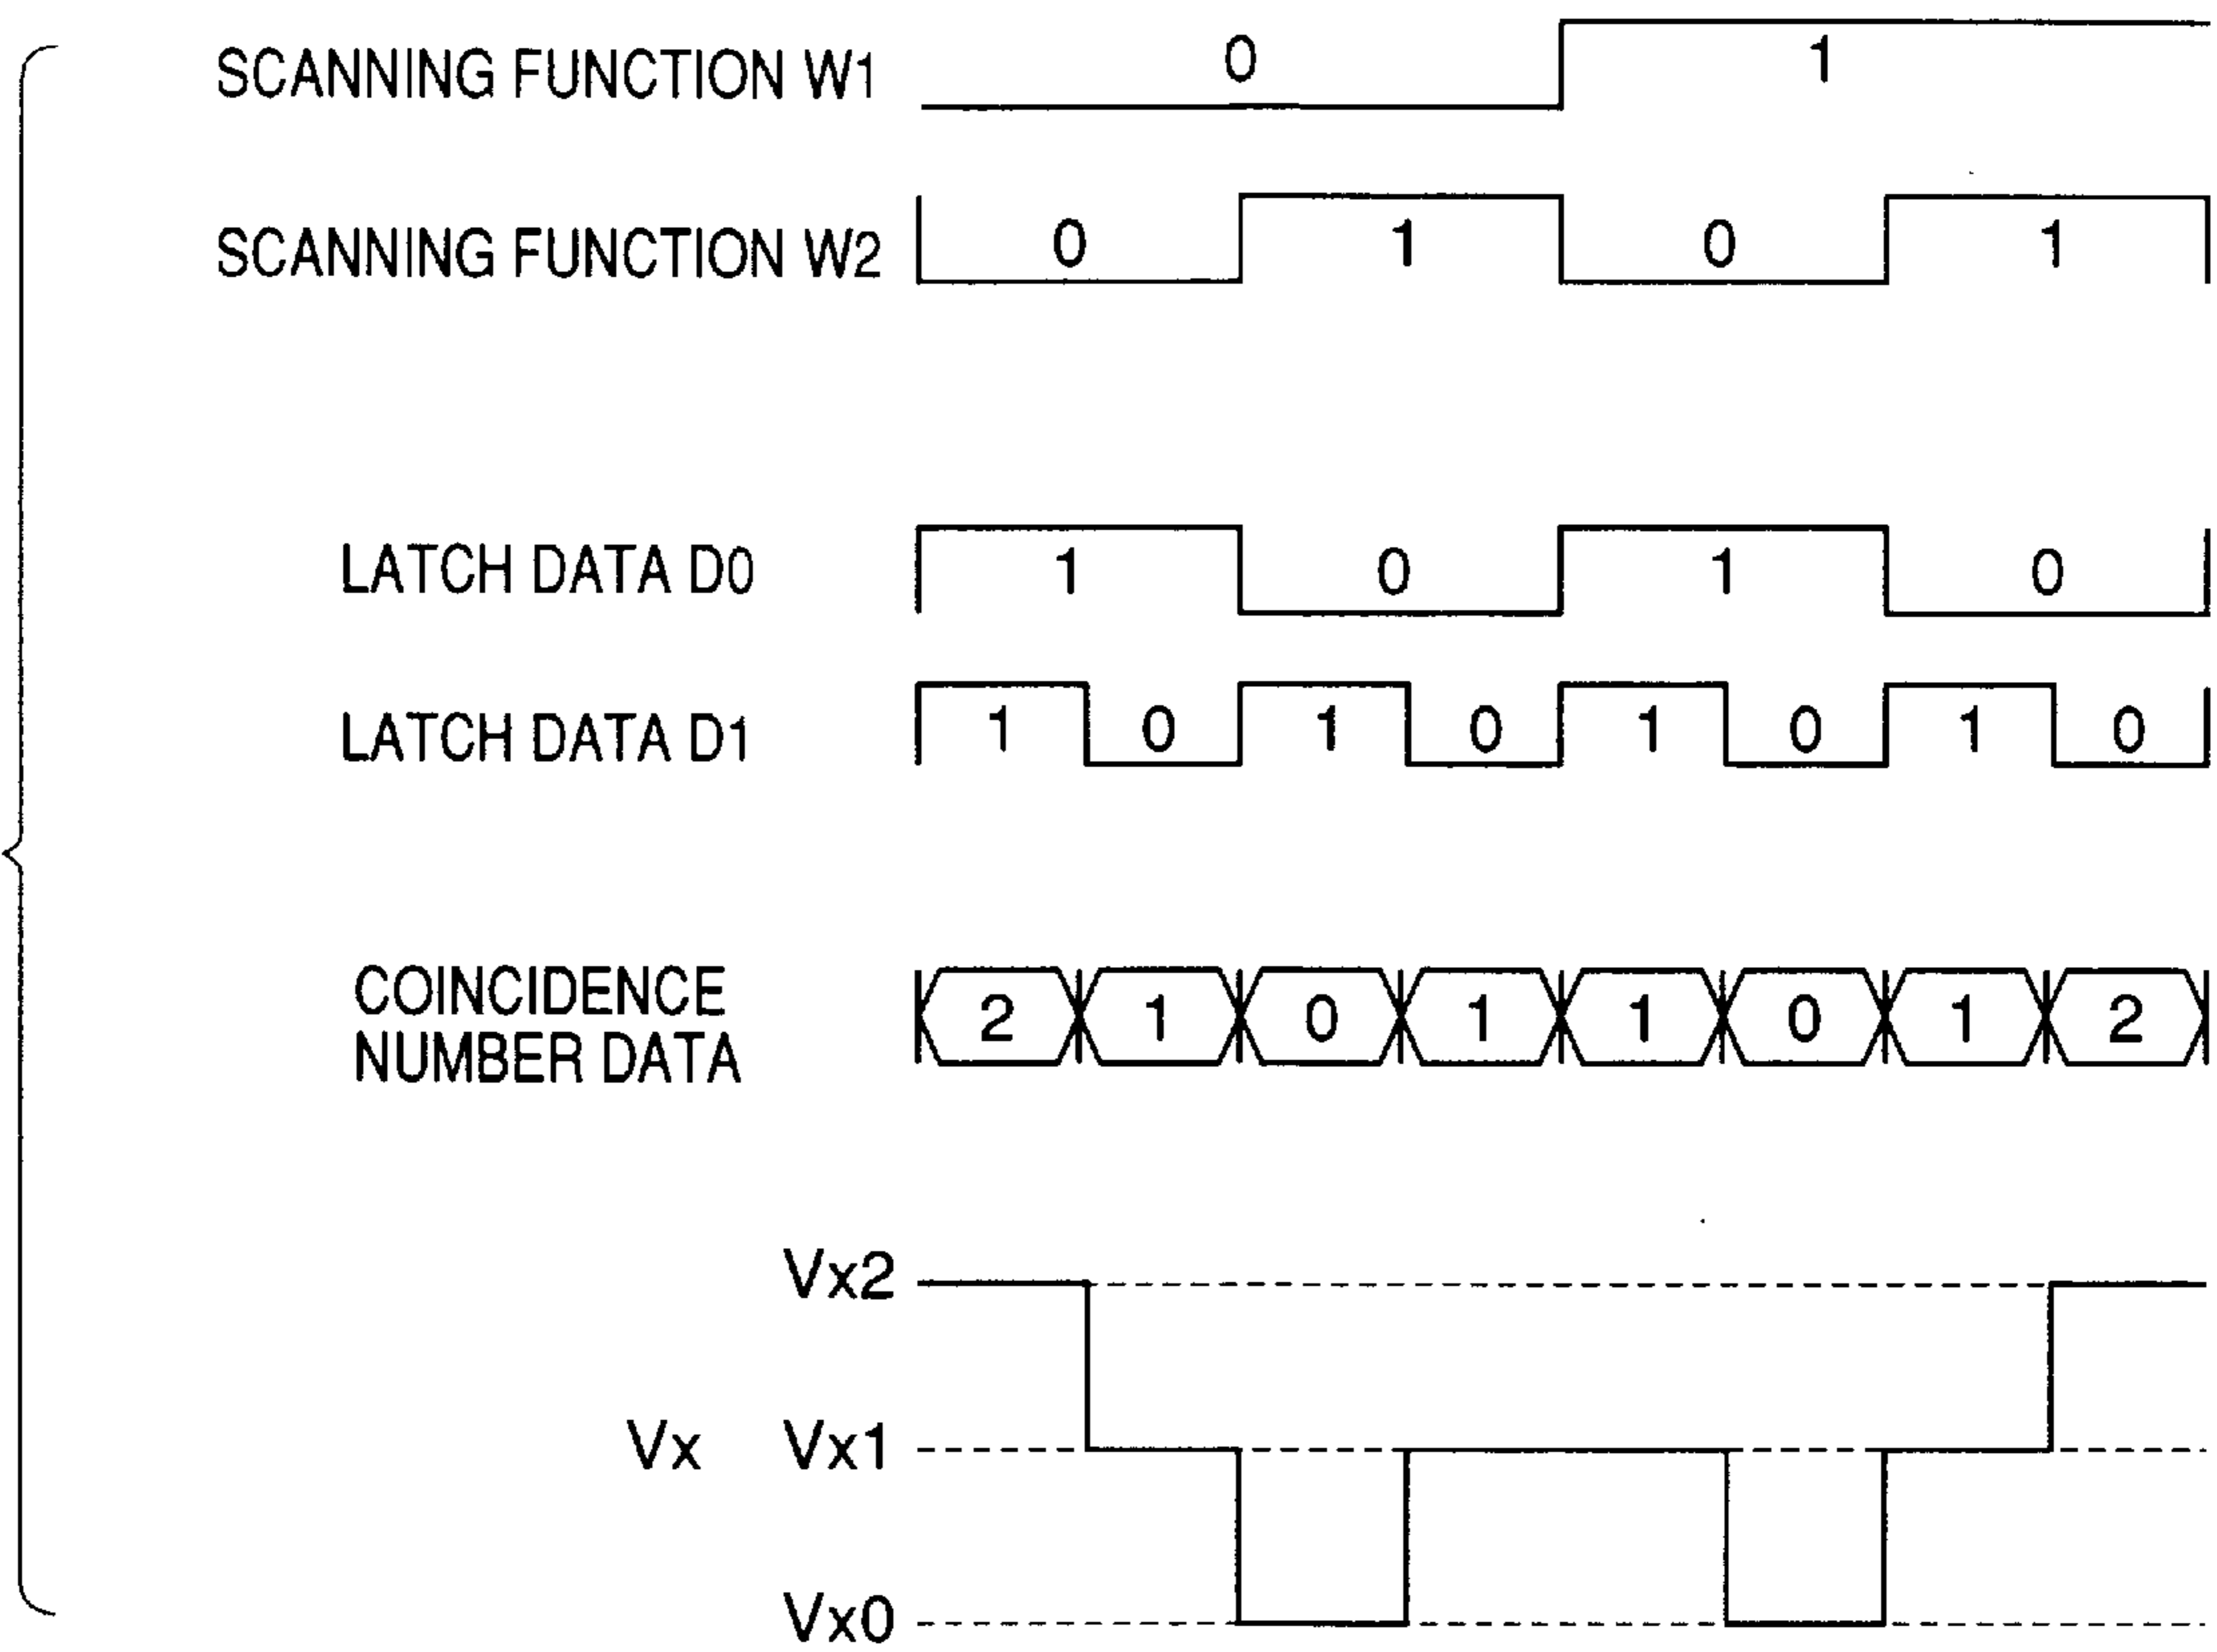 SCANNING FUNCTION W1 0 1
SCANNING FUNCTION W2 0 1 0 1
LATCH DATA D0 1 0 1 0
LATCH DATA D1 1 0 1 0 1 0 1 0
COINCIDENCE
NUMBER DATA 2 1 0 1 1 0 1 2
Vx2
Vx Vx1
Vx0